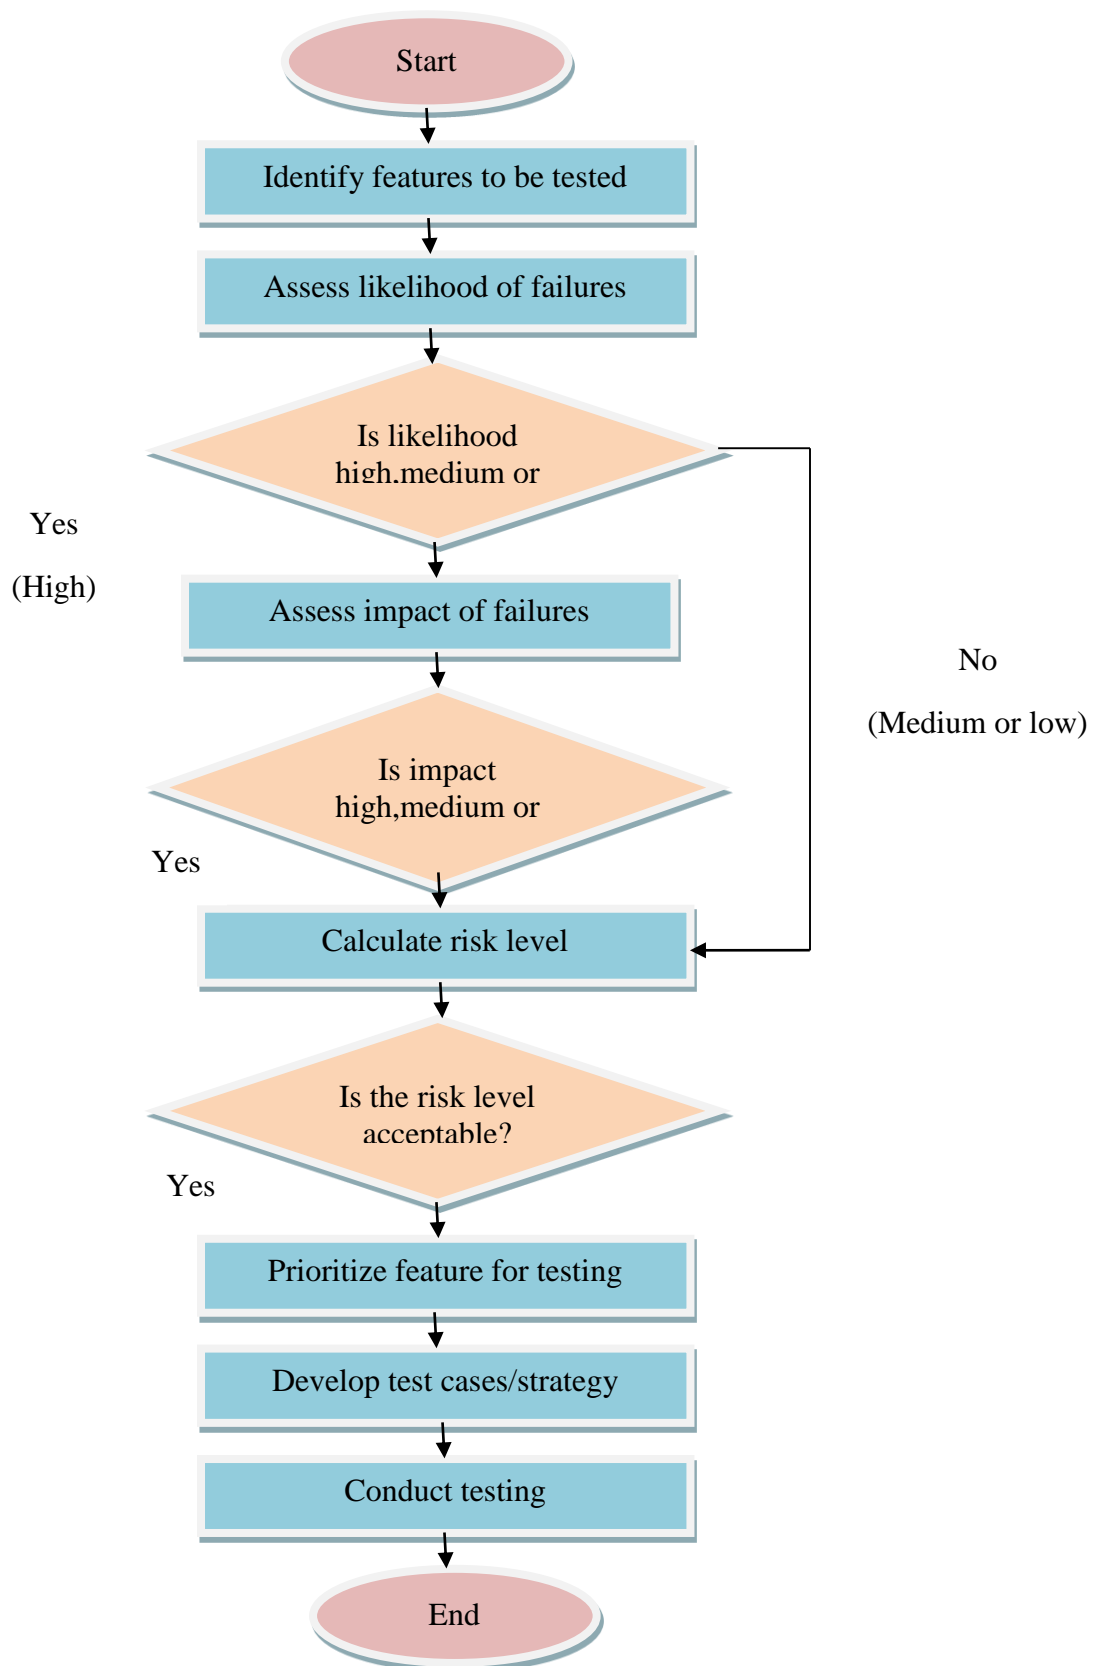 Start
Identify features to be tested
Assess likelihood of failures
Is likelihood
high,medium or
Yes
(High)
Assess impact of failures
No
(Medium or low)
Is impact
high,medium or
Yes
Calculate risk level
Is the risk level
acceptable?
Yes
Prioritize feature for testing
Develop test cases/strategy
Conduct testing
End